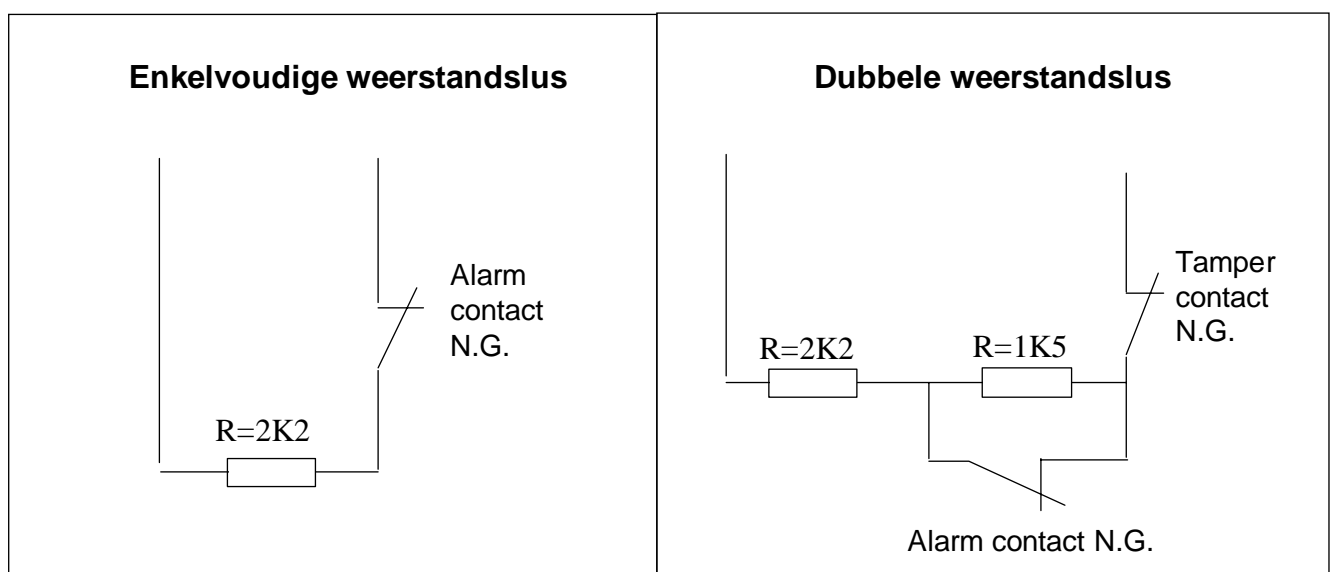 Enkelvoudige weerstandslus
Alarm
contact
N.G.
R=2K2
Dubbele weerstandslus
Tamper
contact
N.G.
R=2K2
R=1K5
Alarm contact N.G.